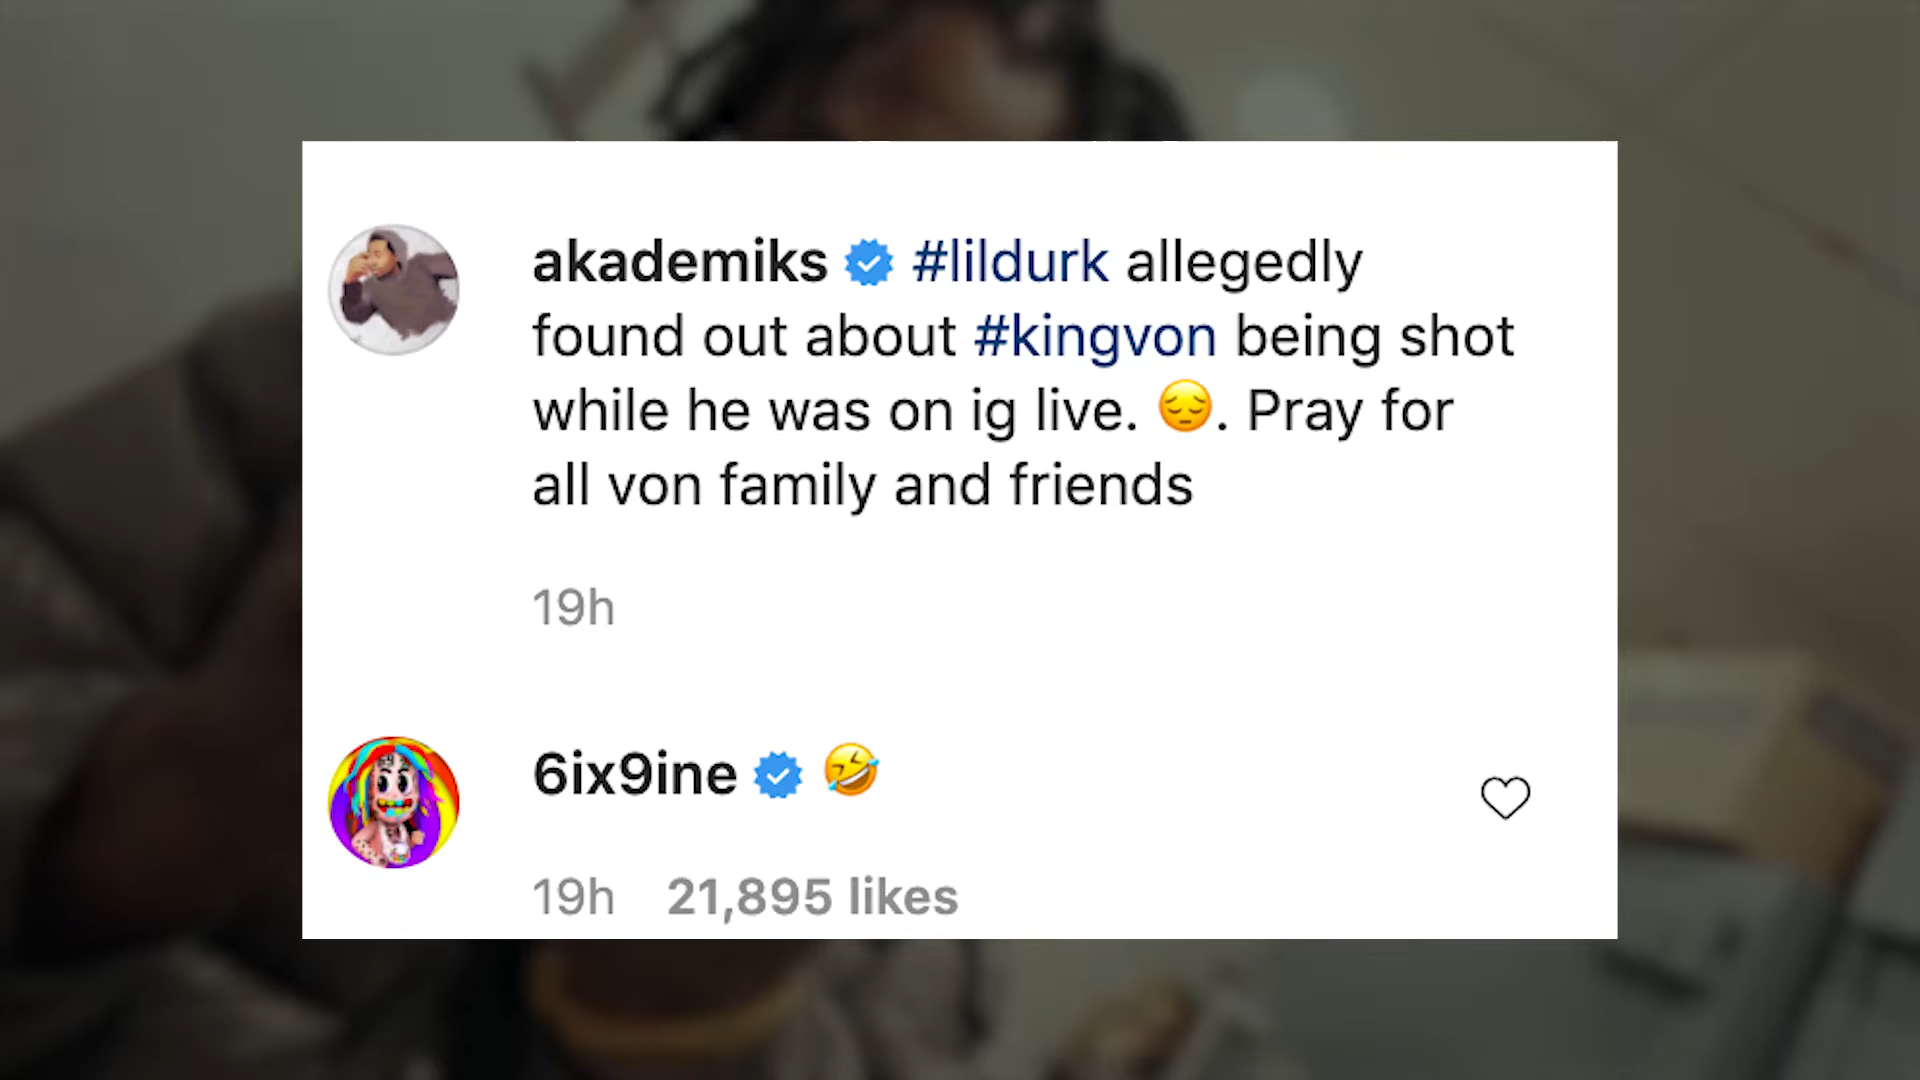 akademiks #lildurk allegedly
found out about #kingvon being shot
while he was on ig live. 😔. Pray for
all von family and friends
19h
6ix9ine 🤣
19h 21,895 likes